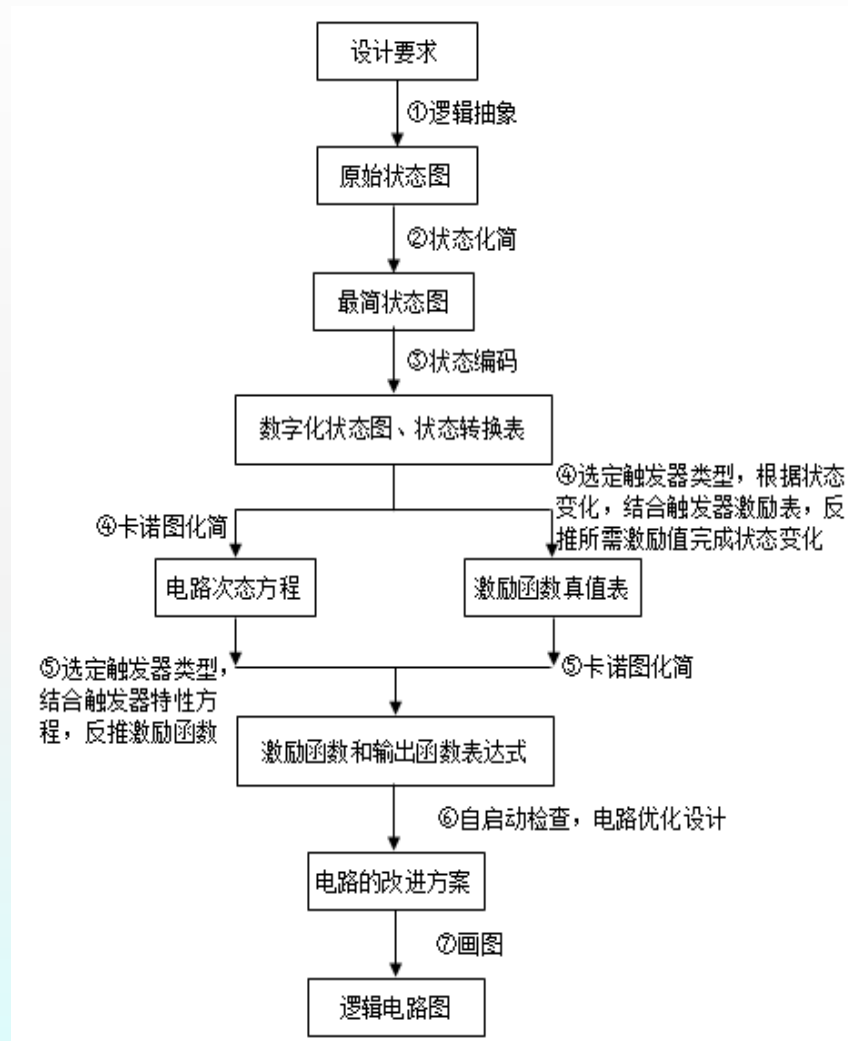 设计要求
①逻辑抽象
原始状态图
②状态化简
最简状态图
③状态编码
数字化状态图、状态转换表
④选定触发器类型，根据状态
变化，结合触发器激励表，反
推所需激励值完成状态变化
④卡诺图化简
电路次态方程
激励函数真值表
⑤选定触发器类型，
结合触发器特性方
程，反推激励函数
⑤卡诺图化简
激励函数和输出函数表达式
⑥自启动检查，电路优化设计
电路的改进方案
⑦画图
逻辑电路图